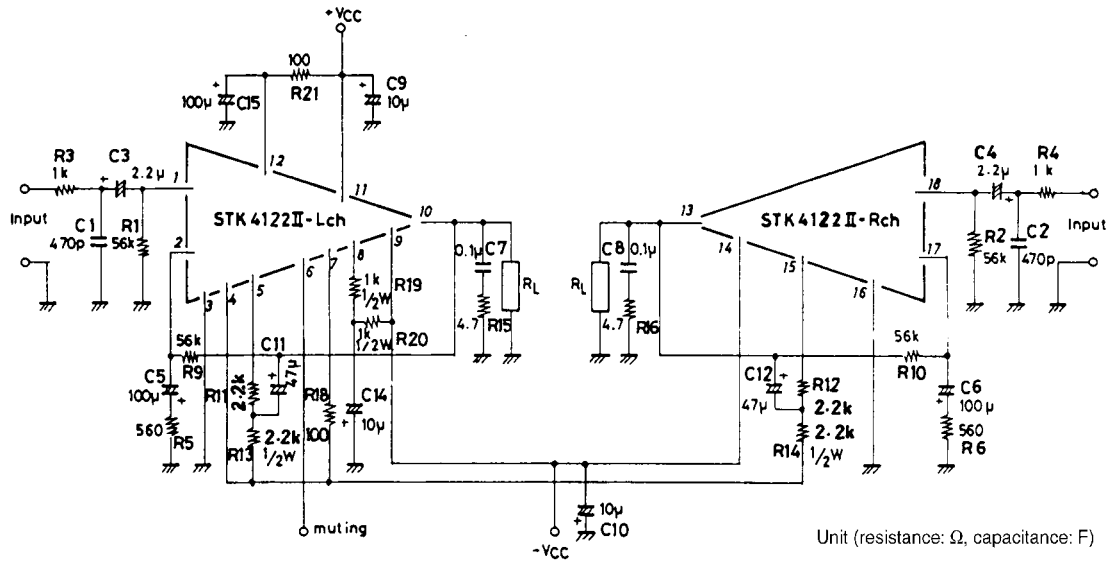 +VCC
100
R21
100μ
C15
C9
10μ
+
+
R3
1k
C3
2.2μ
+
C1
470p
R1
56k
Input
1
2
12
11
STK4122II-Lch
10
9
8
7
6
5
4
3
0.1μ
C7
RL
4.7
R15
1k
1/2W
R19
1k
1/2W
R20
56k
R9
C5
100μ
+
560
R5
R11
2.2k
C11
47μ
+
R13
2.2k
1/2W
R18
100
C14
10μ
+
muting
-VCC
10μ
C10
+
13
14
15
16
17
18
STK4122II-Rch
RL
C8
0.1μ
4.7
R16
C4
2.2μ
+
R4
1k
R2
56k
C2
470p
Input
C12
47μ
+
R12
2.2k
2.2k
R14
1/2W
56k
R10
C6
100μ
+
560
R6
Unit (resistance: Ω, capacitance: F)